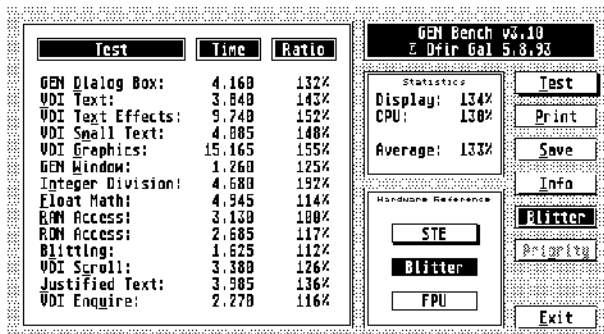 Test Time Ratio
GEM Dialog Box: 4.160 132%
VDI Text: 3.840 143%
VDI Text Effects: 9.740 152%
VDI Small Text: 4.885 148%
VDI Graphics: 15.165 155%
GEM Window: 1.260 125%
Integer Division: 4.680 192%
Float Math: 4.945 114%
RAM Access: 3.130 100%
ROM Access: 2.685 117%
Blitting: 1.625 112%
VDI Scroll: 3.380 126%
Justified Text: 3.985 136%
VDI Enquire: 2.270 116%
GEM Bench v3.10
© Ofir Gal 5.8.93
Statistics
Display: 134%
CPU: 130%
Average: 133%
Hardware Reference
STE
Blitter
FPU
Test
Print
Save
Info
Blitter
Priority
Exit